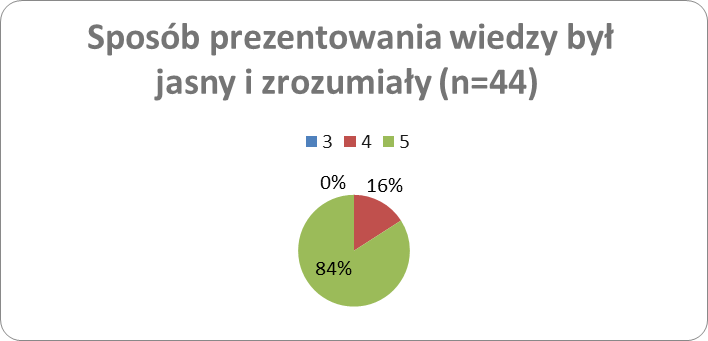 Sposób prezentowania wiedzy był
jasny i zrozumiały (n=44)
3 4 5
0% 16%
84%